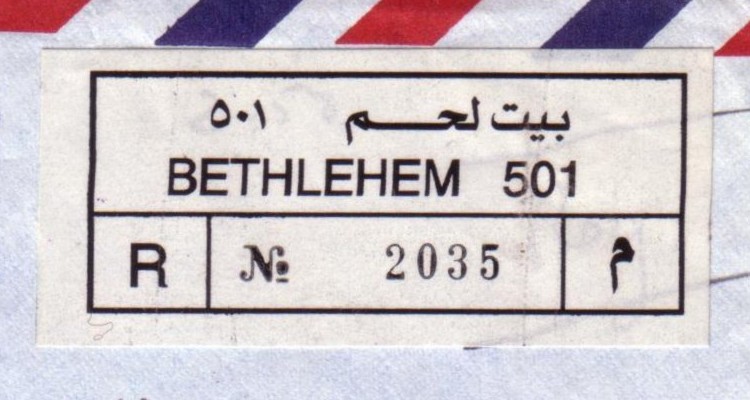 بيت لحم ٥٠١
BETHLEHEM 501
R № 2035 م